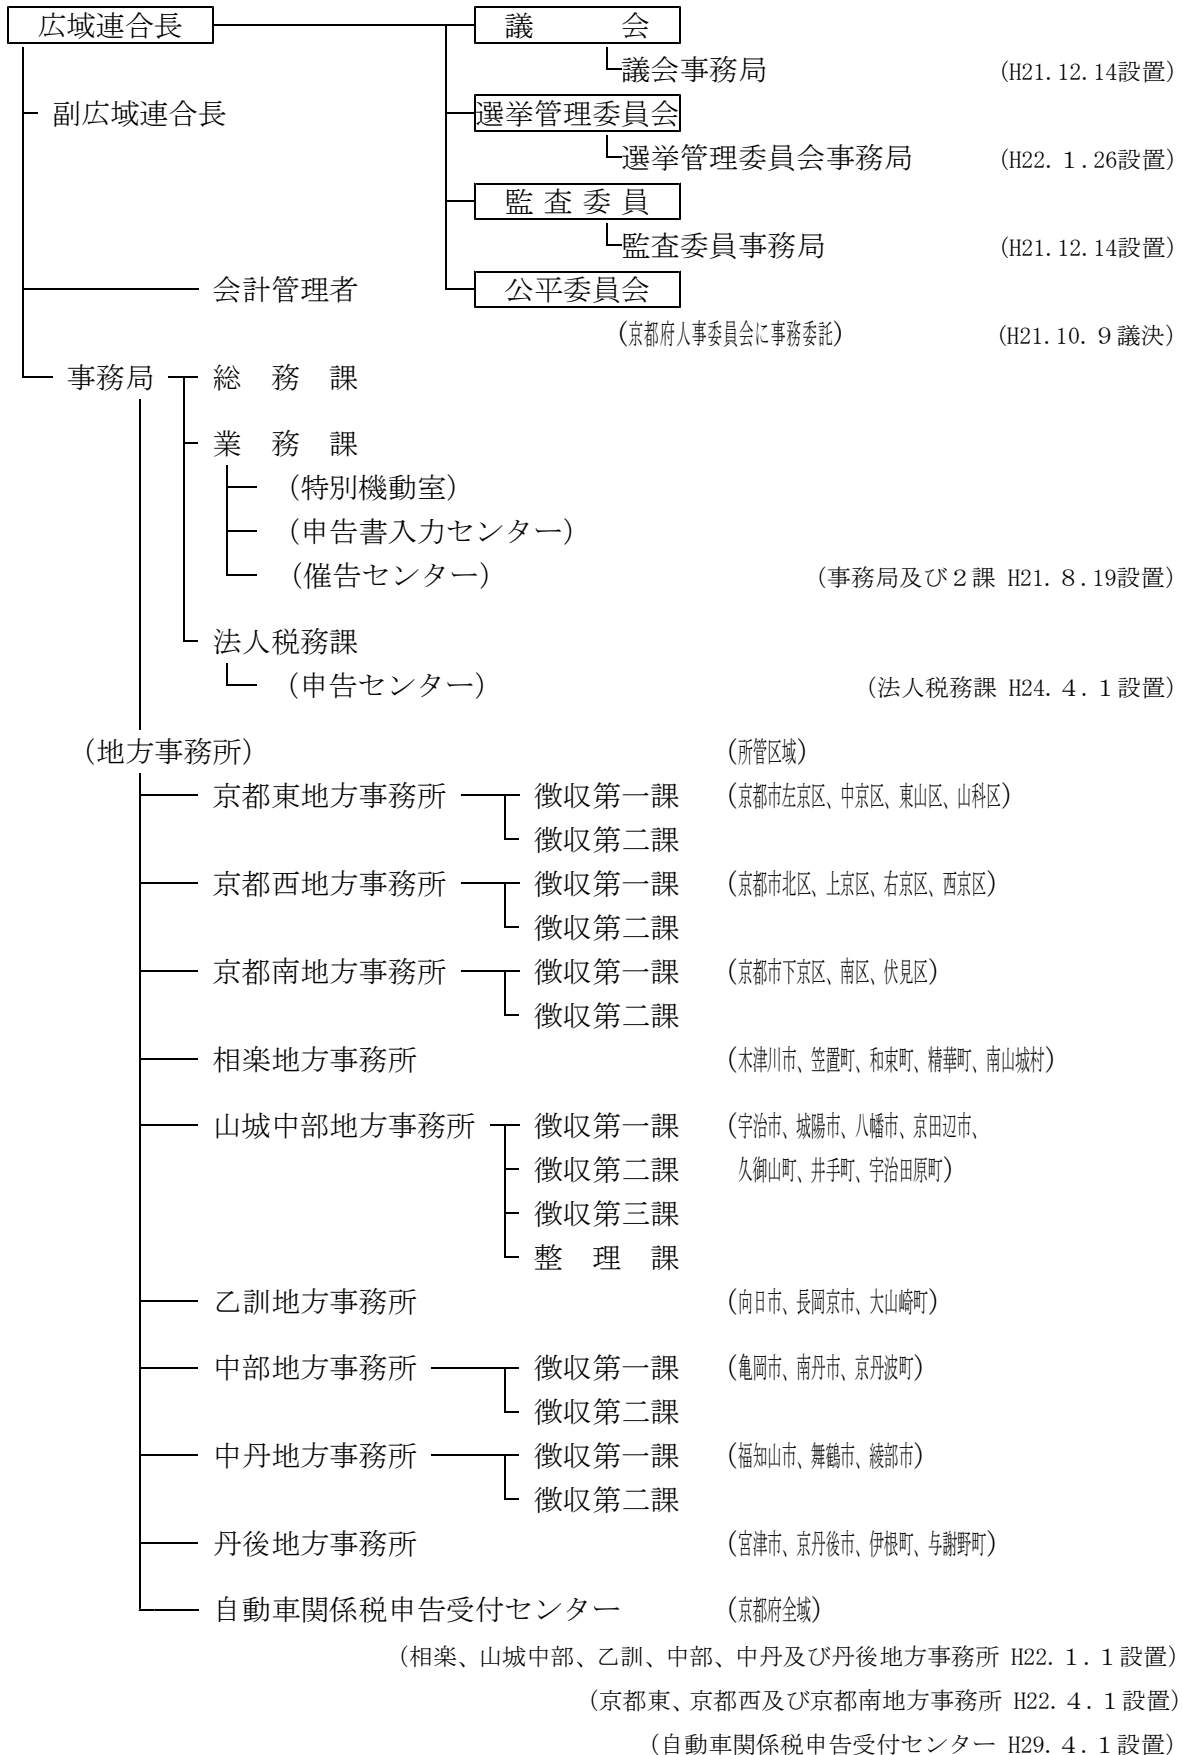 広域連合長　議　　　会
議会事務局　(H21.12.14設置)
副広域連合長　選挙管理委員会
選挙管理委員会事務局　(H22.１.26設置)
監 査 委 員
監査委員事務局　(H21.12.14設置)
会計管理者　公平委員会
(京都府人事委員会に事務委託)　(H21.10.９議決)
事務局　総　務　課
業　務　課
(特別機動室)
(申告書入力センター)
(催告センター)　(事務局及び２課 H21.８.19設置)
法人税務課
(申告センター)　(法人税務課 H24.４.１設置)
(地方事務所)　(所管区域)
京都東地方事務所　徴収第一課　(京都市左京区、中京区、東山区、山科区)
徴収第二課
京都西地方事務所　徴収第一課　(京都市北区、上京区、右京区、西京区)
徴収第二課
京都南地方事務所　徴収第一課　(京都市下京区、南区、伏見区)
徴収第二課
相楽地方事務所　(木津川市、笠置町、和束町、精華町、南山城村)
山城中部地方事務所　徴収第一課　(宇治市、城陽市、八幡市、京田辺市、
徴収第二課　久御山町、井手町、宇治田原町)
徴収第三課
整　理　課
乙訓地方事務所　(向日市、長岡京市、大山崎町)
中部地方事務所　徴収第一課　(亀岡市、南丹市、京丹波町)
徴収第二課
中丹地方事務所　徴収第一課　(福知山市、舞鶴市、綾部市)
徴収第二課
丹後地方事務所　(宮津市、京丹後市、伊根町、与謝野町)
自動車関係税申告受付センター　(京都府全域)
(相楽、山城中部、乙訓、中部、中丹及び丹後地方事務所 H22.１.１設置)
(京都東、京都西及び京都南地方事務所 H22.４.１設置)
(自動車関係税申告受付センター H29.４.１設置)